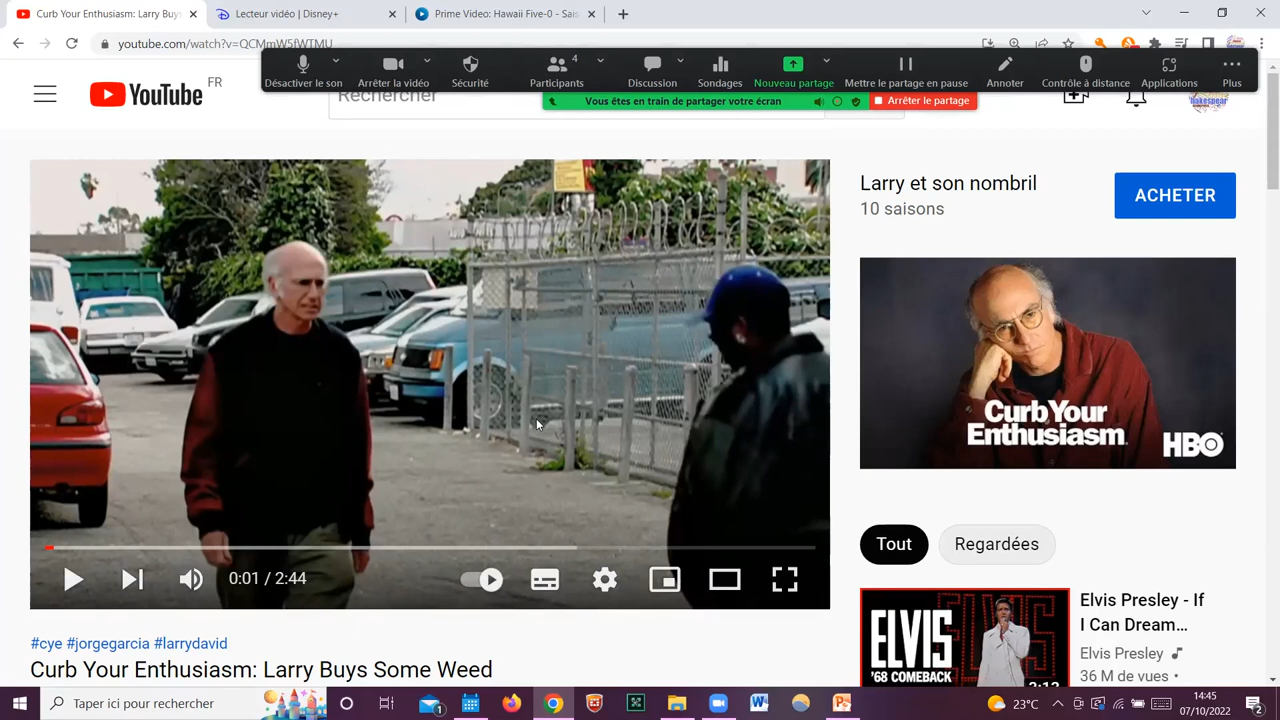 Curb Your Enthusiasm: Larry Buys
Lecteur vidéo | Disney+
Prime Video: Hawaii Five-0 - Sais
youtube.com/watch?v=QCMmW5fWTMU
Désactiver le son
Arrêter la vidéo
Sécurité
4
Participants
Discussion
Sondages
Nouveau partage
Mettre le partage en pause
Annoter
Contrôle à distance
Applications
Plus
Vous êtes en train de partager votre écran
Arrêter le partage
YouTube FR
Rechercher
Larry et son nombril
10 saisons
ACHETER
Curb Your
Enthusiasm
HBO
Tout
Regardées
0:01 / 2:44
#cye #jorgegarcia #larrydavid
Curb Your Enthusiasm: Larry Buys Some Weed
ELVIS
'68 COMEBACK
Elvis Presley - If
I Can Dream...
Elvis Presley
36 M de vues •
Taper ici pour rechercher
1
23°C
14:45
07/10/2022
2